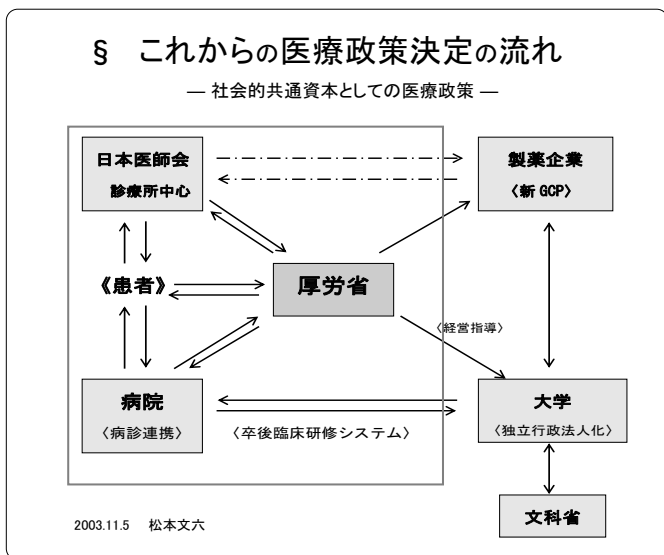 § これからの医療政策決定の流れ
— 社会的共通資本としての医療政策 —
日本医師会
診療所中心
製薬企業
〈新 GCP〉
《患者》
厚労省
〈経営指導〉
病院
〈病診連携〉
〈卒後臨床研修システム〉
大学
〈独立行政法人化〉
文科省
2003.11.5 松本文六